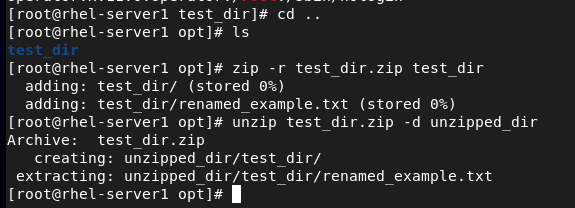 [root@rhel-server1 test_dir]# cd ..
[root@rhel-server1 opt]# ls
test_dir
[root@rhel-server1 opt]# zip -r test_dir.zip test_dir
  adding: test_dir/ (stored 0%)
  adding: test_dir/renamed_example.txt (stored 0%)
[root@rhel-server1 opt]# unzip test_dir.zip -d unzipped_dir
Archive:  test_dir.zip
   creating: unzipped_dir/test_dir/
 extracting: unzipped_dir/test_dir/renamed_example.txt
[root@rhel-server1 opt]#